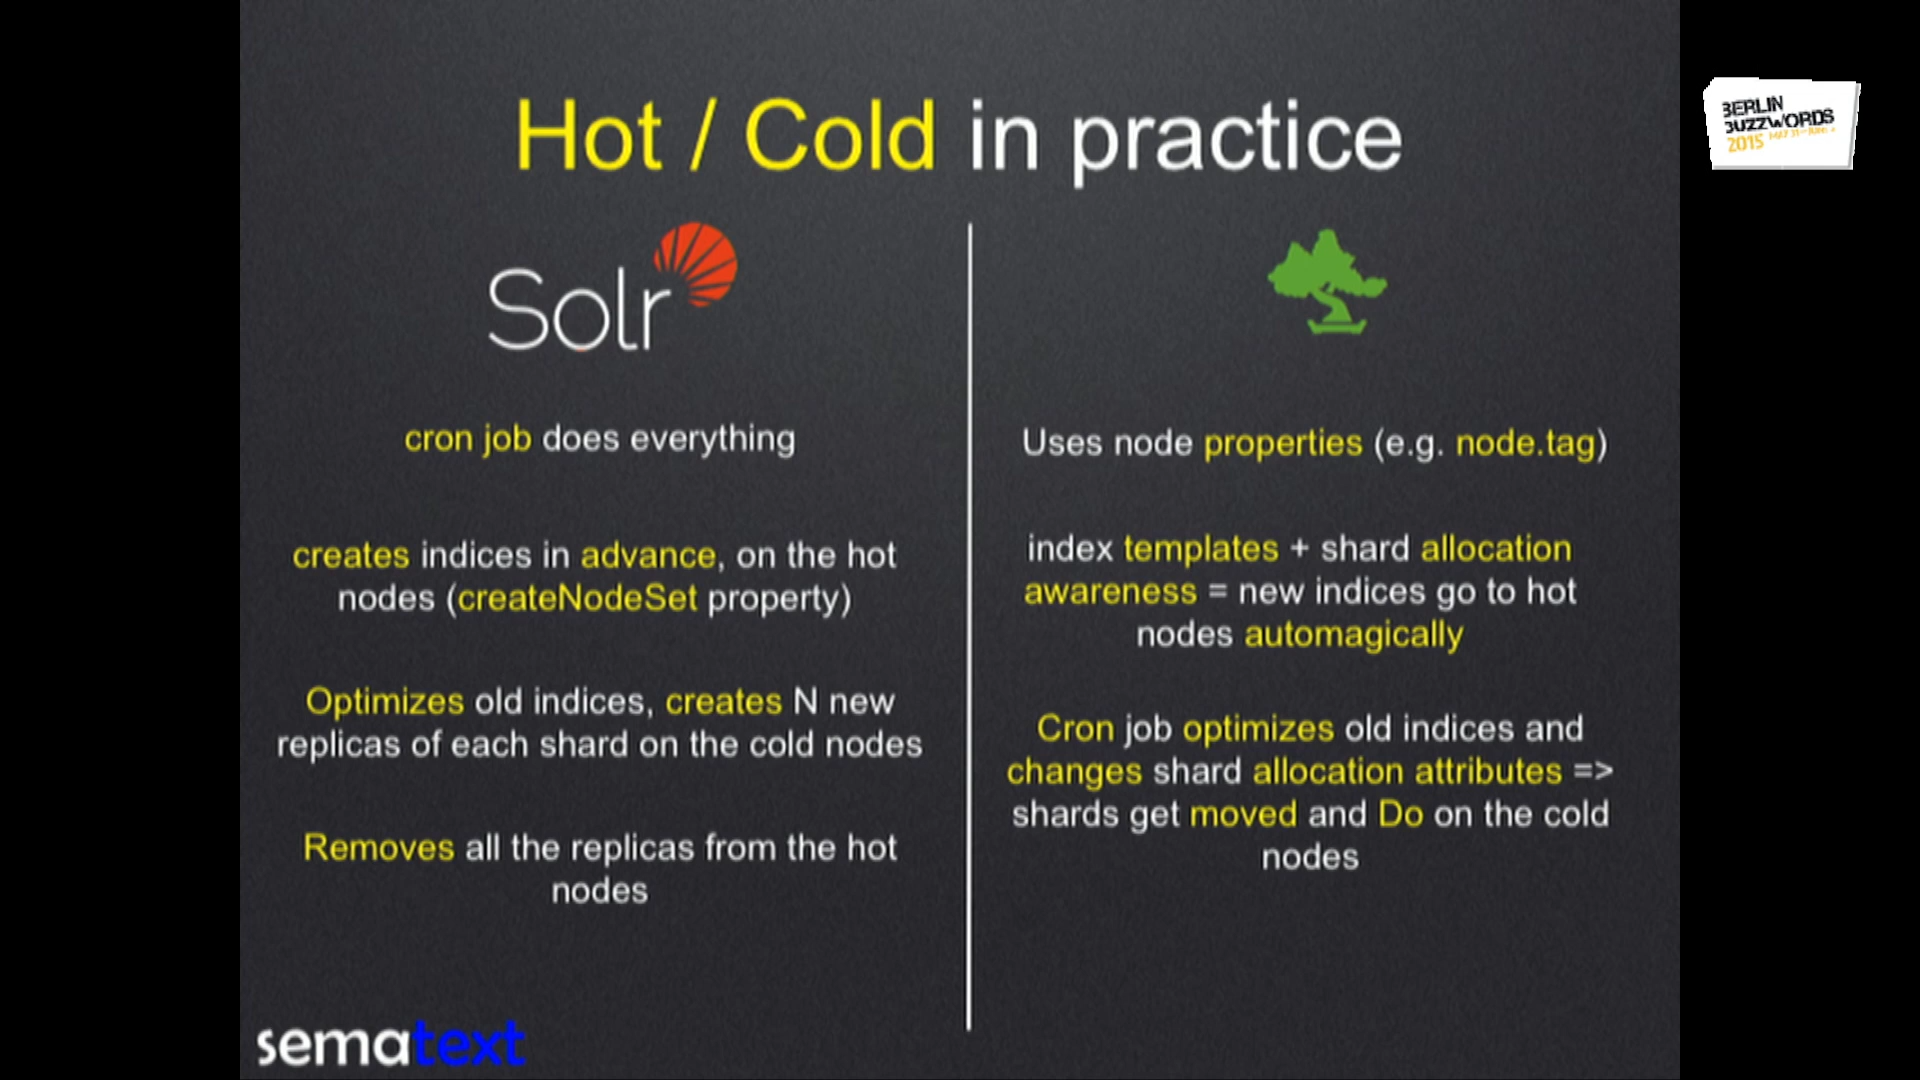 Hot / Cold in practice
BERLIN
BUZZWORDS
2015
Solr
cron job does everything
creates indices in advance, on the hot
nodes (createNodeSet property)
Optimizes old indices, creates N new
replicas of each shard on the cold nodes
Removes all the replicas from the hot
nodes
Uses node properties (e.g. node.tag)
index templates + shard allocation
awareness = new indices go to hot
nodes automagically
Cron job optimizes old indices and
changes shard allocation attributes =>
shards get moved and Do on the cold
nodes
sematext